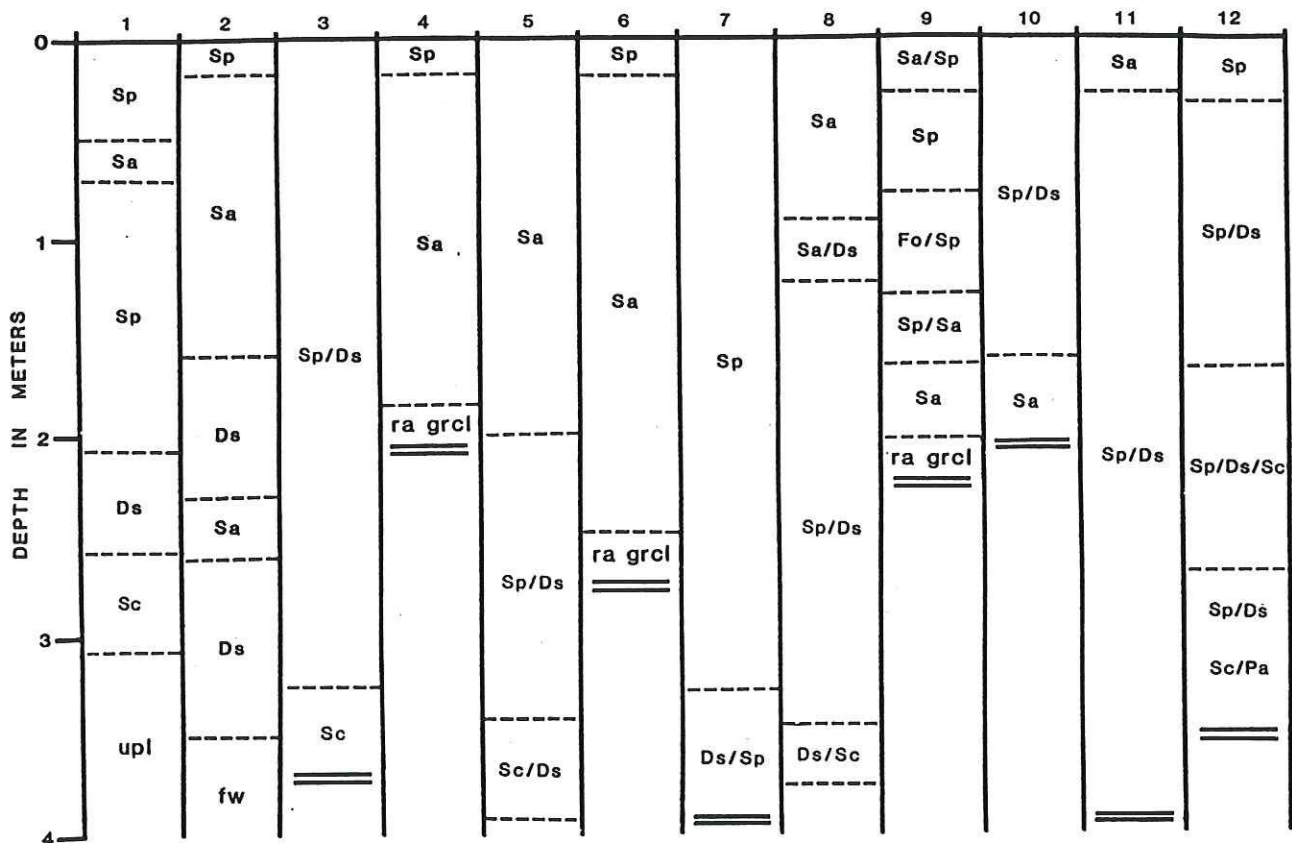 1 2 3 4 5 6 7 8 9 10 11 12
DEPTH IN METERS
0
1
2
3
4
Sp
Sa
Sp
Ds
Sc
upl
Sp
Sa
Ds
Sa
Ds
fw
Sp/Ds
Sc
Sp
Sa
ra grcl
Sa
Sp/Ds
Sc/Ds
Sp
Sa
ra grcl
Sp
Ds/Sp
Sa
Sa/Ds
Sp/Ds
Ds/Sc
Sa/Sp
Sp
Fo/Sp
Sp/Sa
Sa
ra grcl
Sp/Ds
Sa
Sa
Sp/Ds
Sp
Sp/Ds
Sp/Ds/Sc
Sp/Ds
Sc/Pa